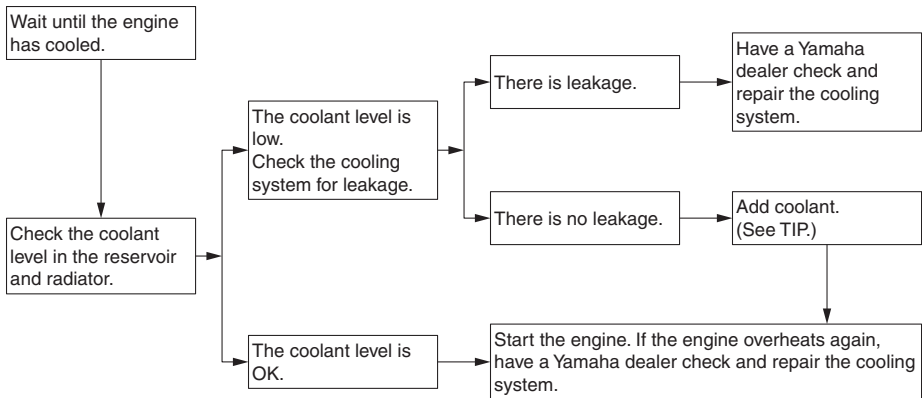 Wait until the engine
has cooled.
Check the coolant
level in the reservoir
and radiator.
The coolant level is
low.
Check the cooling
system for leakage.
There is leakage.
Have a Yamaha
dealer check and
repair the cooling
system.
There is no leakage.
Add coolant.
(See TIP.)
The coolant level is
OK.
Start the engine. If the engine overheats again,
have a Yamaha dealer check and repair the cooling
system.